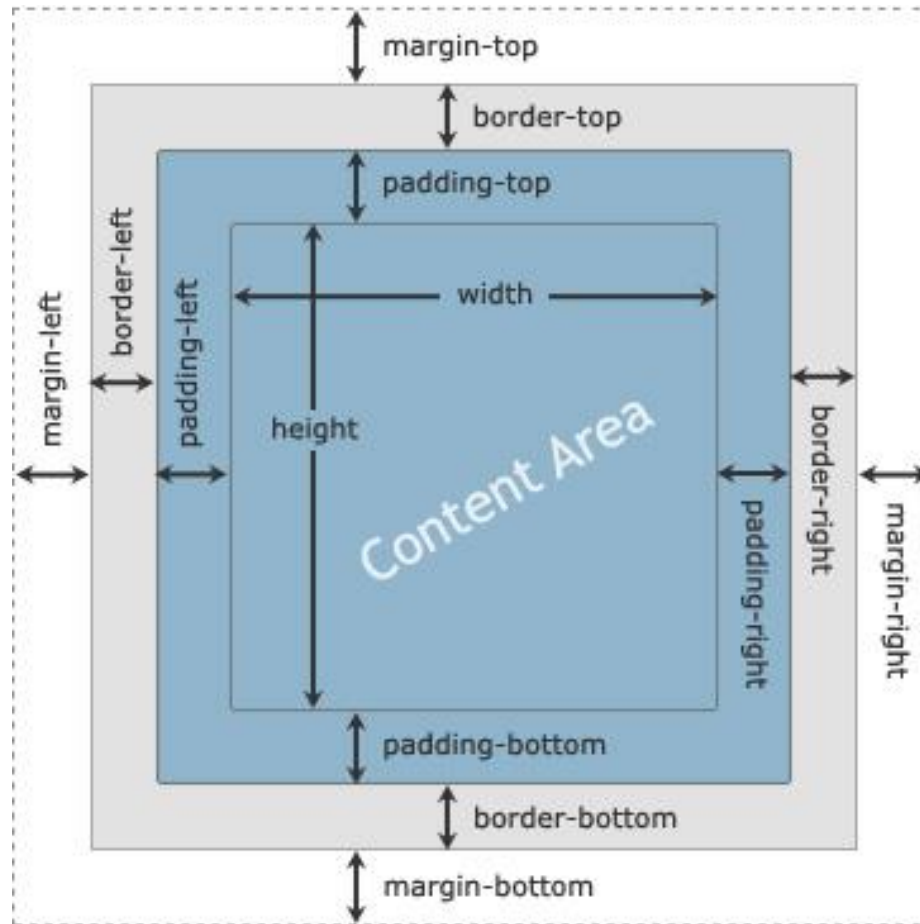 margin-top
border-top
padding-top
width
margin-left
border-left
padding-left
height
Content Area
padding-right
border-right
margin-right
padding-bottom
border-bottom
margin-bottom